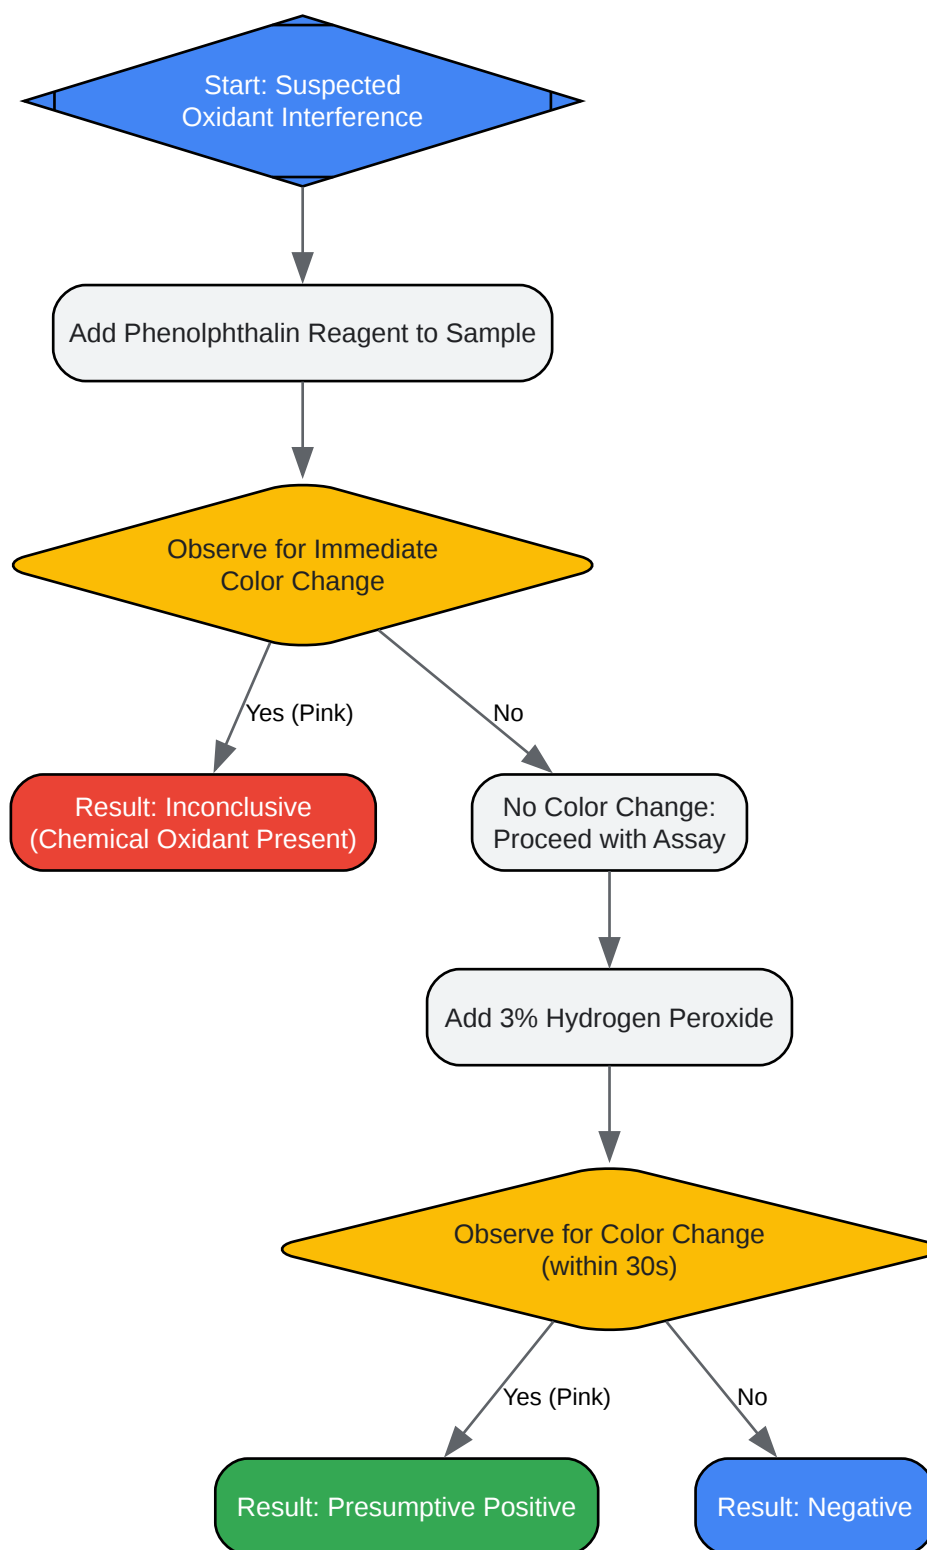 Start: Suspected
Oxidant Interference
Add Phenolphthalin Reagent to Sample
Observe for Immediate
Color Change
Yes (Pink)
No
Result: Inconclusive
(Chemical Oxidant Present)
No Color Change:
Proceed with Assay
Add 3% Hydrogen Peroxide
Observe for Color Change
(within 30s)
Yes (Pink)
No
Result: Presumptive Positive
Result: Negative